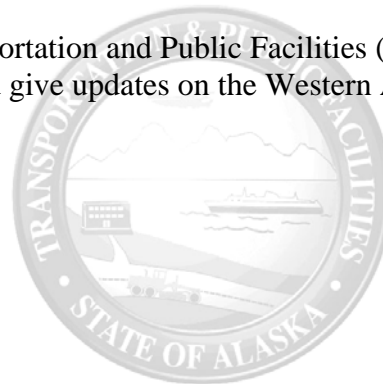 ortation and Public Facilities (
give updates on the Western
TRANSPORTATION & PUBLIC FACILITIES
STATE OF ALASKA